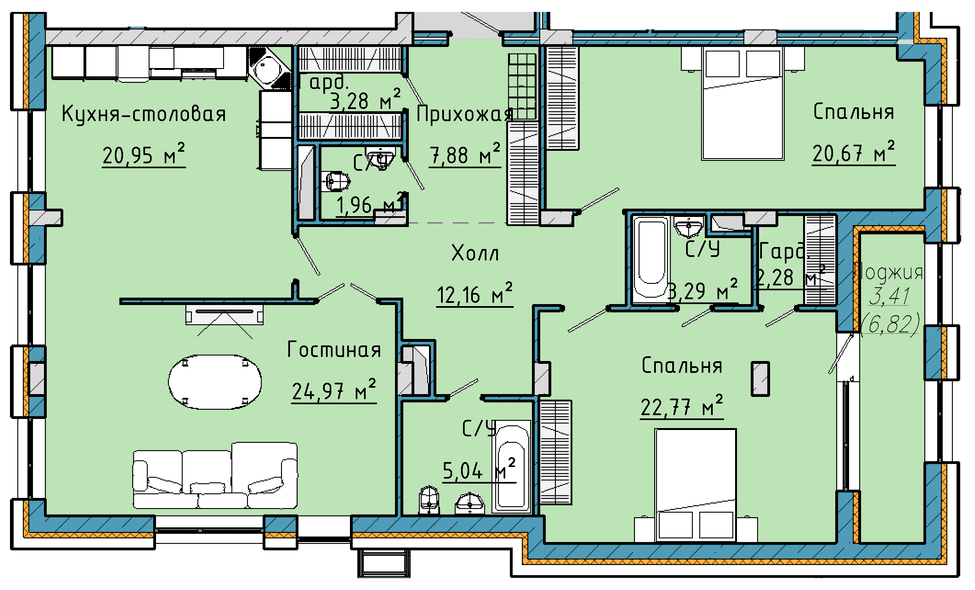 Кухня-столовая
20,95 м²
ард.
3,28 м²
Прихожая
7,88 м²
Спальня
20,67 м²
С/У
1,96 м²
Холл
12,16 м²
С/У
3,29 м²
Гард.
2,28 м²
Лоджия
3,41
(6,82)
Гостиная
24,97 м²
Спальня
22,77 м²
С/У
5,04 м²